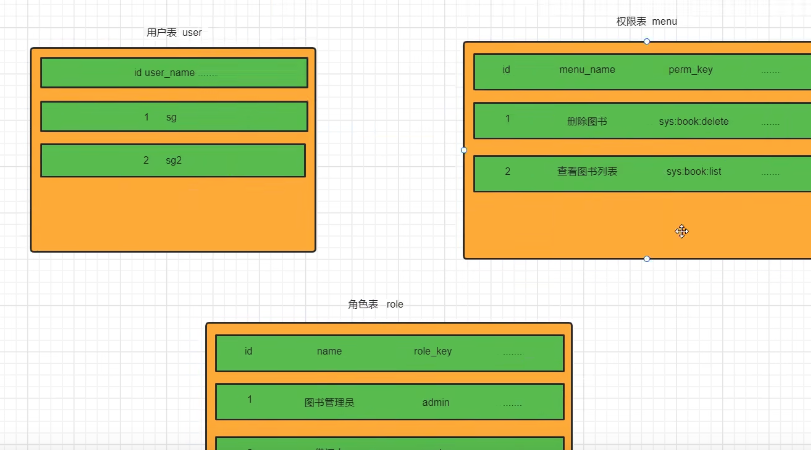 用户表 user
id user_name .......
1 sg
2 sg2
权限表 menu
id menu_name perm_key .......
1 删除图书 sys:book:delete .......
2 查看图书列表 sys:book:list .......
角色表 role
id name role_key .......
1 图书管理员 admin .......